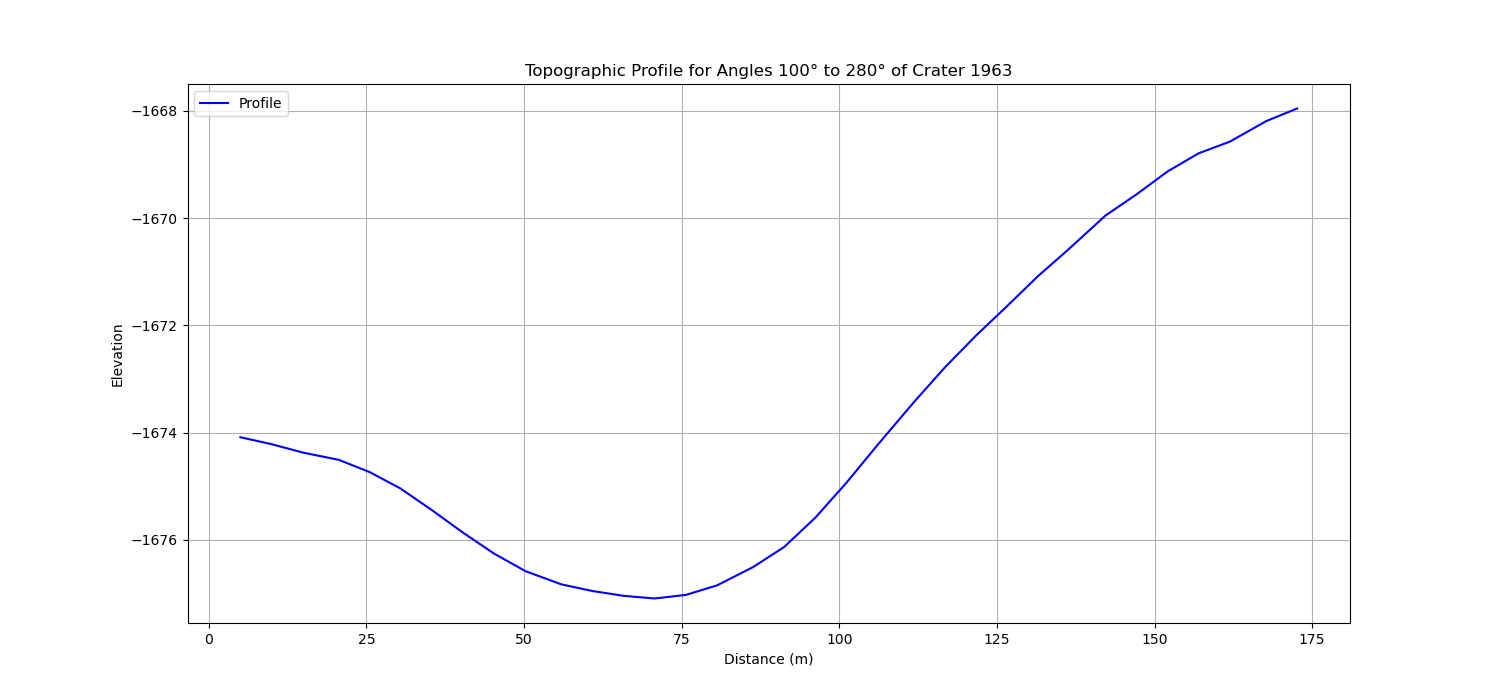 Topographic Profile for Angles 100° to 280° of Crater 1963
Profile
−1668
−1670
−1672
−1674
−1676
Elevation
0 25 50 75 100 125 150 175
Distance (m)